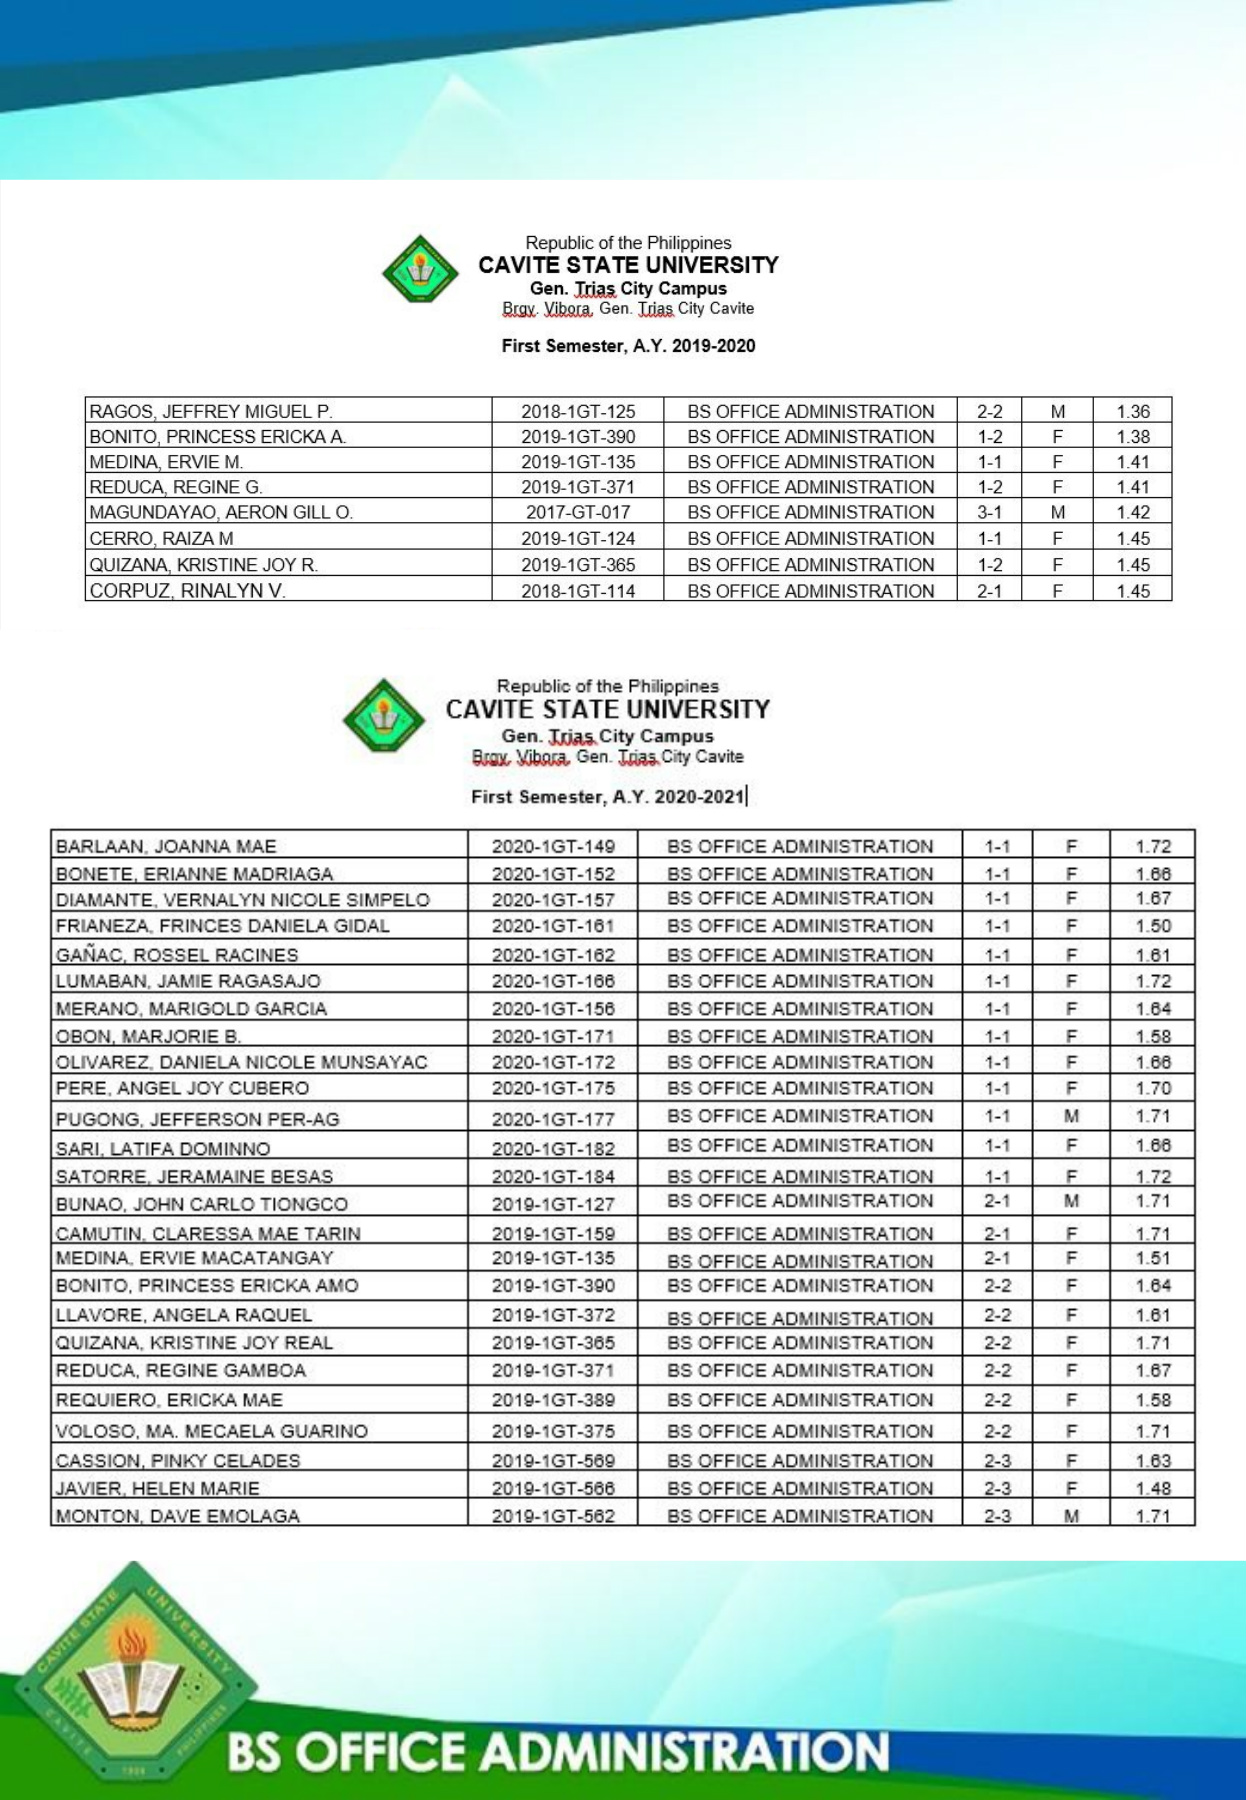 Republic of the Philippines
CAVITE STATE UNIVERSITY
Gen. Trias City Campus
Brgy. Vibora, Gen. Trias City Cavite
First Semester, A.Y. 2019-2020
RAGOS, JEFFREY MIGUEL P. 2018-1GT-125 BS OFFICE ADMINISTRATION 2-2 M 1.36
BONITO, PRINCESS ERICKA A. 2019-1GT-390 BS OFFICE ADMINISTRATION 1-2 F 1.38
MEDINA, ERVIE M. 2019-1GT-135 BS OFFICE ADMINISTRATION 1-1 F 1.41
REDUCA, REGINE G. 2019-1GT-371 BS OFFICE ADMINISTRATION 1-2 F 1.41
MAGUNDAYAO, AERON GILL O. 2017-GT-017 BS OFFICE ADMINISTRATION 3-1 M 1.42
CERRO, RAIZA M 2019-1GT-124 BS OFFICE ADMINISTRATION 1-1 F 1.45
QUIZANA, KRISTINE JOY R. 2019-1GT-365 BS OFFICE ADMINISTRATION 1-2 F 1.45
CORPUZ, RINALYN V. 2018-1GT-114 BS OFFICE ADMINISTRATION 2-1 F 1.45
Republic of the Philippines
CAVITE STATE UNIVERSITY
Gen. Trias City Campus
Brgy. Vibora, Gen. Trias City Cavite
First Semester, A.Y. 2020-2021
BARLAAN, JOANNA MAE 2020-1GT-149 BS OFFICE ADMINISTRATION 1-1 F 1.72
BONETE, ERIANNE MADRIAGA 2020-1GT-152 BS OFFICE ADMINISTRATION 1-1 F 1.66
DIAMANTE, VERNALYN NICOLE SIMPELO 2020-1GT-157 BS OFFICE ADMINISTRATION 1-1 F 1.67
FRIANEZA, FRINCES DANIELA GIDAL 2020-1GT-161 BS OFFICE ADMINISTRATION 1-1 F 1.50
GAÑAC, ROSSEL RACINES 2020-1GT-162 BS OFFICE ADMINISTRATION 1-1 F 1.61
LUMABAN, JAMIE RAGASAJO 2020-1GT-166 BS OFFICE ADMINISTRATION 1-1 F 1.72
MERANO, MARIGOLD GARCIA 2020-1GT-156 BS OFFICE ADMINISTRATION 1-1 F 1.64
OBON, MARJORIE B. 2020-1GT-171 BS OFFICE ADMINISTRATION 1-1 F 1.58
OLIVAREZ, DANIELA NICOLE MUNSAYAC 2020-1GT-172 BS OFFICE ADMINISTRATION 1-1 F 1.66
PERE, ANGEL JOY CUBERO 2020-1GT-175 BS OFFICE ADMINISTRATION 1-1 F 1.70
PUGONG, JEFFERSON PER-AG 2020-1GT-177 BS OFFICE ADMINISTRATION 1-1 M 1.71
SARI, LATIFA DOMINNO 2020-1GT-182 BS OFFICE ADMINISTRATION 1-1 F 1.66
SATORRE, JERAMAINE BESAS 2020-1GT-184 BS OFFICE ADMINISTRATION 1-1 F 1.72
BUNAO, JOHN CARLO TIONGCO 2019-1GT-127 BS OFFICE ADMINISTRATION 2-1 M 1.71
CAMUTIN, CLARESSA MAE TARIN 2019-1GT-159 BS OFFICE ADMINISTRATION 2-1 F 1.71
MEDINA, ERVIE MACATANGAY 2019-1GT-135 BS OFFICE ADMINISTRATION 2-1 F 1.51
BONITO, PRINCESS ERICKA AMO 2019-1GT-390 BS OFFICE ADMINISTRATION 2-2 F 1.64
LLAVORE, ANGELA RAQUEL 2019-1GT-372 BS OFFICE ADMINISTRATION 2-2 F 1.61
QUIZANA, KRISTINE JOY REAL 2019-1GT-365 BS OFFICE ADMINISTRATION 2-2 F 1.71
REDUCA, REGINE GAMBOA 2019-1GT-371 BS OFFICE ADMINISTRATION 2-2 F 1.67
REQUIERO, ERICKA MAE 2019-1GT-389 BS OFFICE ADMINISTRATION 2-2 F 1.58
VOLOSO, MA. MECAELA GUARINO 2019-1GT-375 BS OFFICE ADMINISTRATION 2-2 F 1.71
CASSION, PINKY CELADES 2019-1GT-569 BS OFFICE ADMINISTRATION 2-3 F 1.63
JAVIER, HELEN MARIE 2019-1GT-566 BS OFFICE ADMINISTRATION 2-3 F 1.48
MONTON, DAVE EMOLAGA 2019-1GT-562 BS OFFICE ADMINISTRATION 2-3 M 1.71
CAVITE STATE UNIVERSITY
CAVITE PHILIPPINES
1906
BS OFFICE ADMINISTRATION